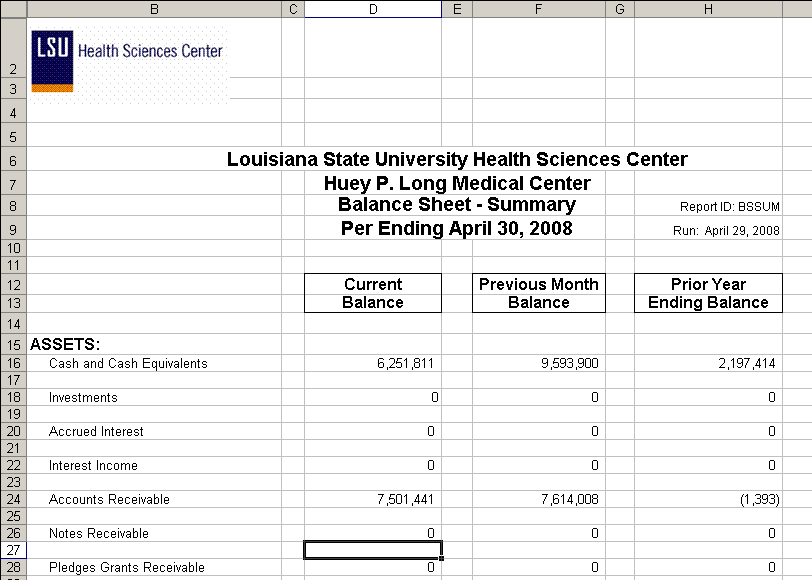 B C D E F G H
2 LSU Health Sciences Center
3
4
5
6 Louisiana State University Health Sciences Center
7 Huey P. Long Medical Center
8 Balance Sheet - Summary Report ID: BSSUM
9 Per Ending April 30, 2008 Run: April 29, 2008
10
11
12 Current Previous Month Prior Year
13 Balance Balance Ending Balance
14
15 ASSETS:
16 Cash and Cash Equivalents 6,251,811 9,593,900 2,197,414
17
18 Investments 0 0 0
19
20 Accrued Interest 0 0 0
21
22 Interest Income 0 0 0
23
24 Accounts Receivable 7,501,441 7,614,008 (1,393)
25
26 Notes Receivable 0 0 0
27
28 Pledges Grants Receivable 0 0 0